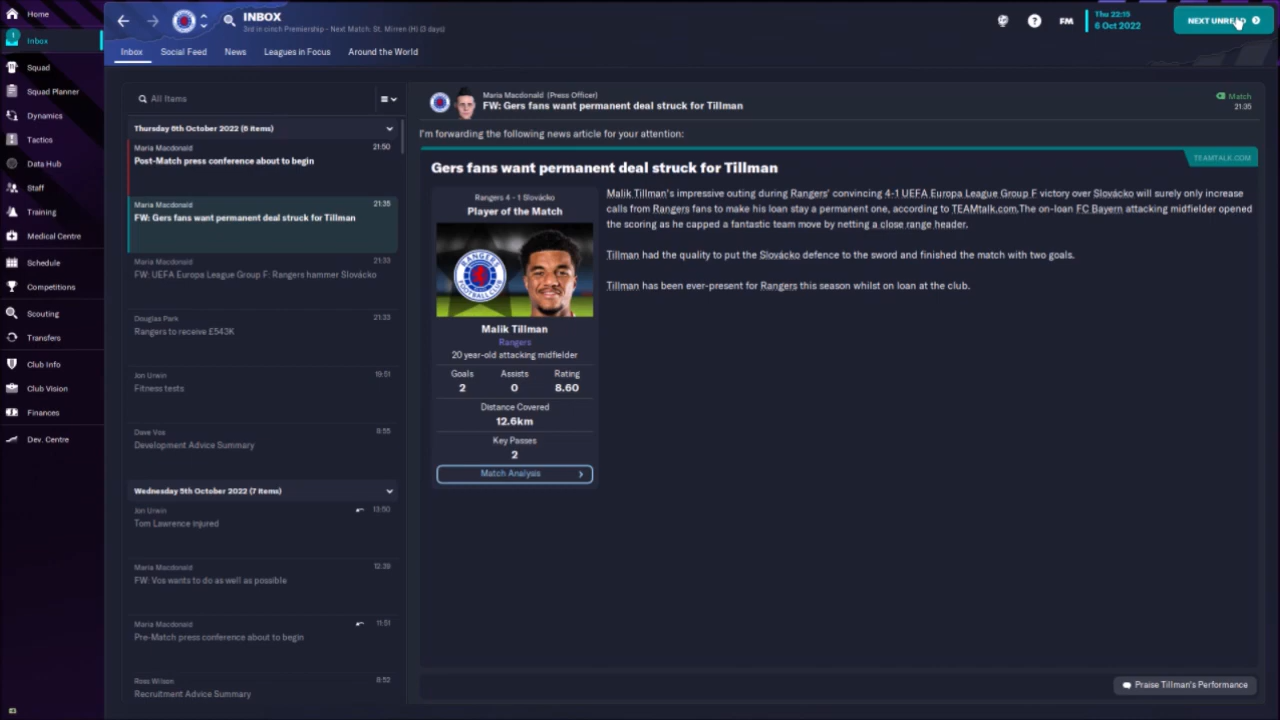 Home
Inbox
Squad
Squad Planner
Dynamics
Tactics
Data Hub
Staff
Training
Medical Centre
Schedule
Competitions
Scouting
Transfers
Club Info
Club Vision
Finances
Dev. Centre
INBOX
3rd in cinch Premiership - Next Match: St. Mirren (H) (3 days)
FM
Thu 22:15
6 Oct 2022
NEXT UNREAD
Inbox
Social Feed
News
Leagues in Focus
Around the World
All Items
Thursday 6th October 2022 (6 Items)
Maria Macdonald 21:50
Post-Match press conference about to begin
Maria Macdonald 21:35
FW: Gers fans want permanent deal struck for Tillman
Maria Macdonald 21:33
FW: UEFA Europa League Group F: Rangers hammer Slovácko
Douglas Park 21:33
Rangers to receive £543K
Jon Urwin 19:51
Fitness tests
Dave Vos 8:55
Development Advice Summary
Wednesday 5th October 2022 (7 Items)
Jon Urwin 13:50
Tom Lawrence injured
Maria Macdonald 12:39
FW: Vos wants to do as well as possible
Maria Macdonald 11:51
Pre-Match press conference about to begin
Ross Wilson 8:52
Recruitment Advice Summary
Maria Macdonald (Press Officer)
FW: Gers fans want permanent deal struck for Tillman
Match
21:35
I'm forwarding the following news article for your attention:
TEAMTALK.COM
Gers fans want permanent deal struck for Tillman
Rangers 4 - 1 Slovácko
Player of the Match
RANGERS
FOOTBALL CLUB
Malik Tillman
Rangers
20 year-old attacking midfielder
Goals Assists Rating
2 0 8.60
Distance Covered
12.6km
Key Passes
2
Match Analysis
Malik Tillman's impressive outing during Rangers' convincing 4-1 UEFA Europa League Group F victory over Slovácko will surely only increase
calls from Rangers fans to make his loan stay a permanent one, according to TEAMtalk.com.The on-loan FC Bayern attacking midfielder opened
the scoring as he capped a fantastic team move by netting a close range header.
Tillman had the quality to put the Slovácko defence to the sword and finished the match with two goals.
Tillman has been ever-present for Rangers this season whilst on loan at the club.
Praise Tillman's Performance